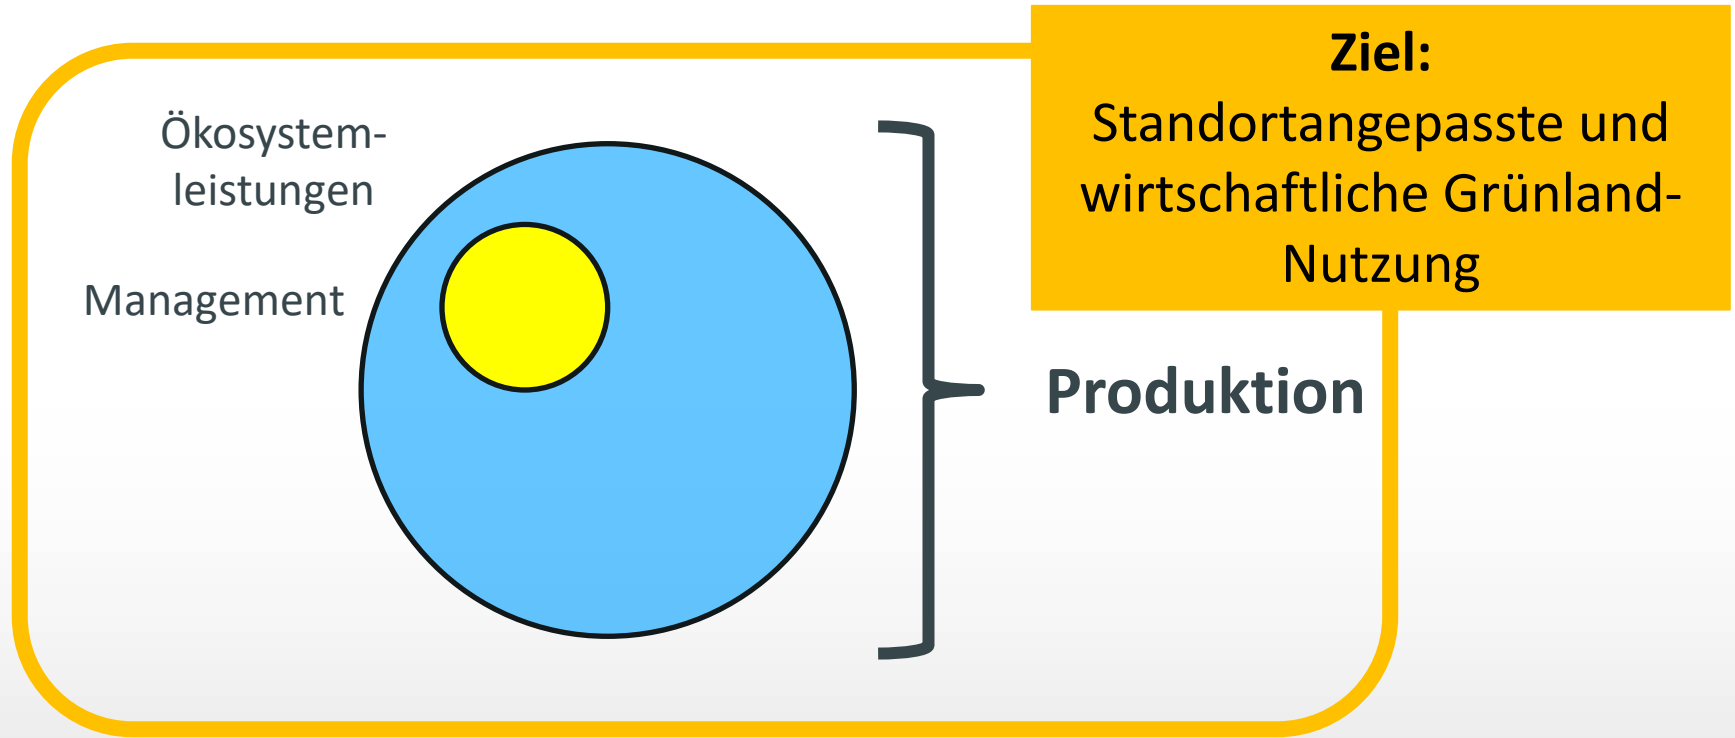 Ziel:
Standortangepasste und
wirtschaftliche Grünland-
Nutzung
Ökosystem-
leistungen
Management
Produktion